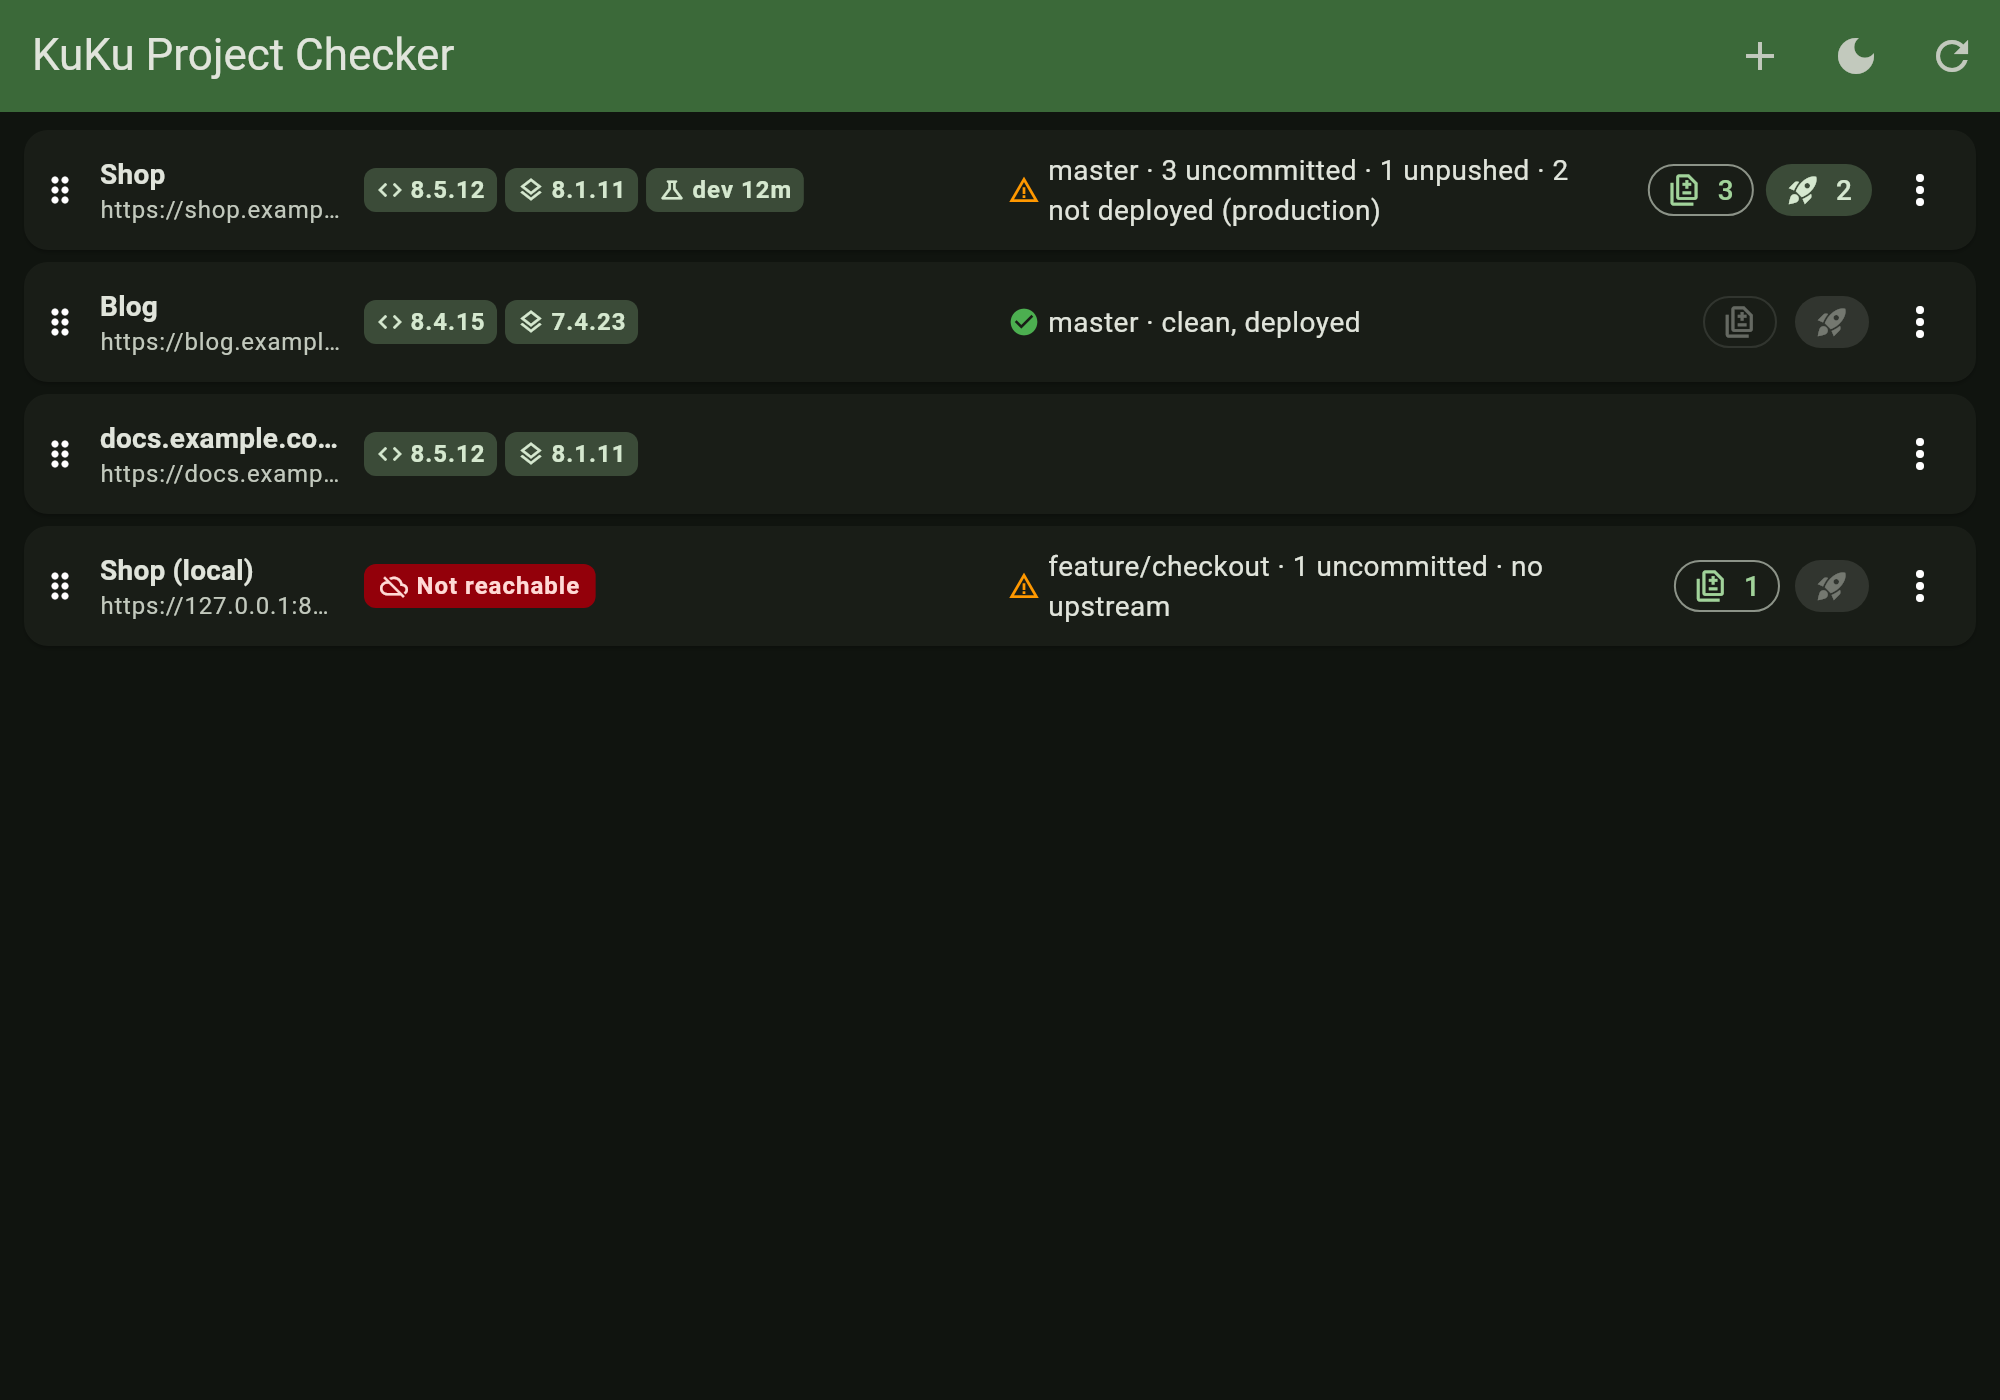 KuKu Project Checker
Shop
https://shop.examp…
8.5.12
8.1.11
dev 12m
master · 3 uncommitted · 1 unpushed · 2
not deployed (production)
3
2
Blog
https://blog.exampl…
8.4.15
7.4.23
master · clean, deployed
docs.example.co…
https://docs.examp…
8.5.12
8.1.11
Shop (local)
https://127.0.0.1:8…
Not reachable
feature/checkout · 1 uncommitted · no
upstream
1